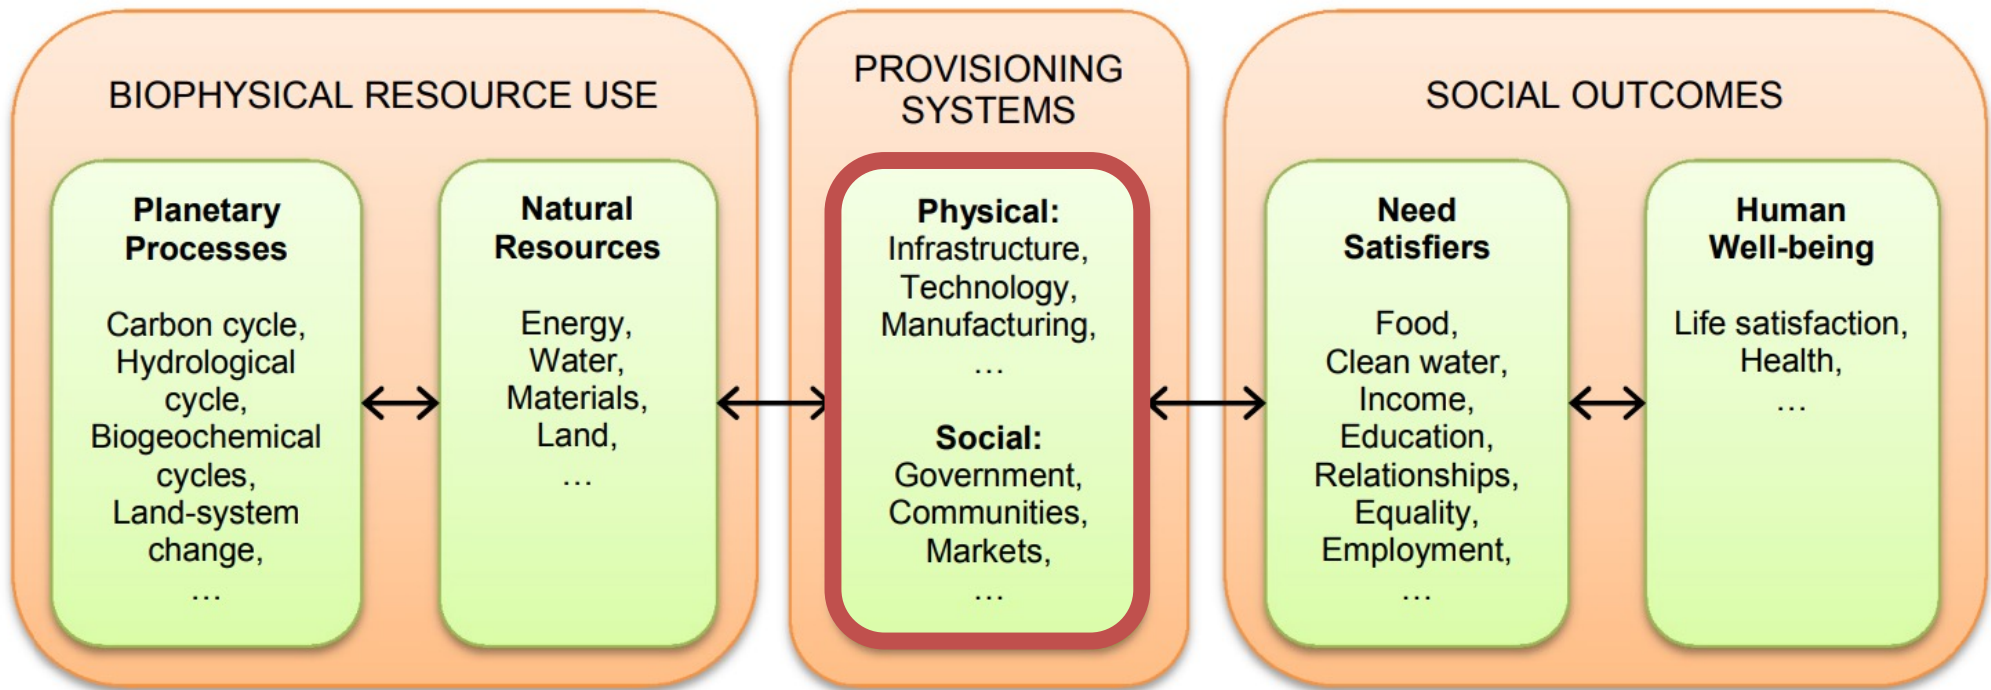 BIOPHYSICAL RESOURCE USE
Planetary
Processes
Carbon cycle,
Hydrological
cycle,
Biogeochemical
cycles,
Land-system
change,
…
Natural
Resources
Energy,
Water,
Materials,
Land,
…
PROVISIONING
SYSTEMS
Physical:
Infrastructure,
Technology,
Manufacturing,
…
Social:
Government,
Communities,
Markets,
…
SOCIAL OUTCOMES
Need
Satisfiers
Food,
Clean water,
Income,
Education,
Relationships,
Equality,
Employment,
…
Human
Well-being
Life satisfaction,
Health,
…